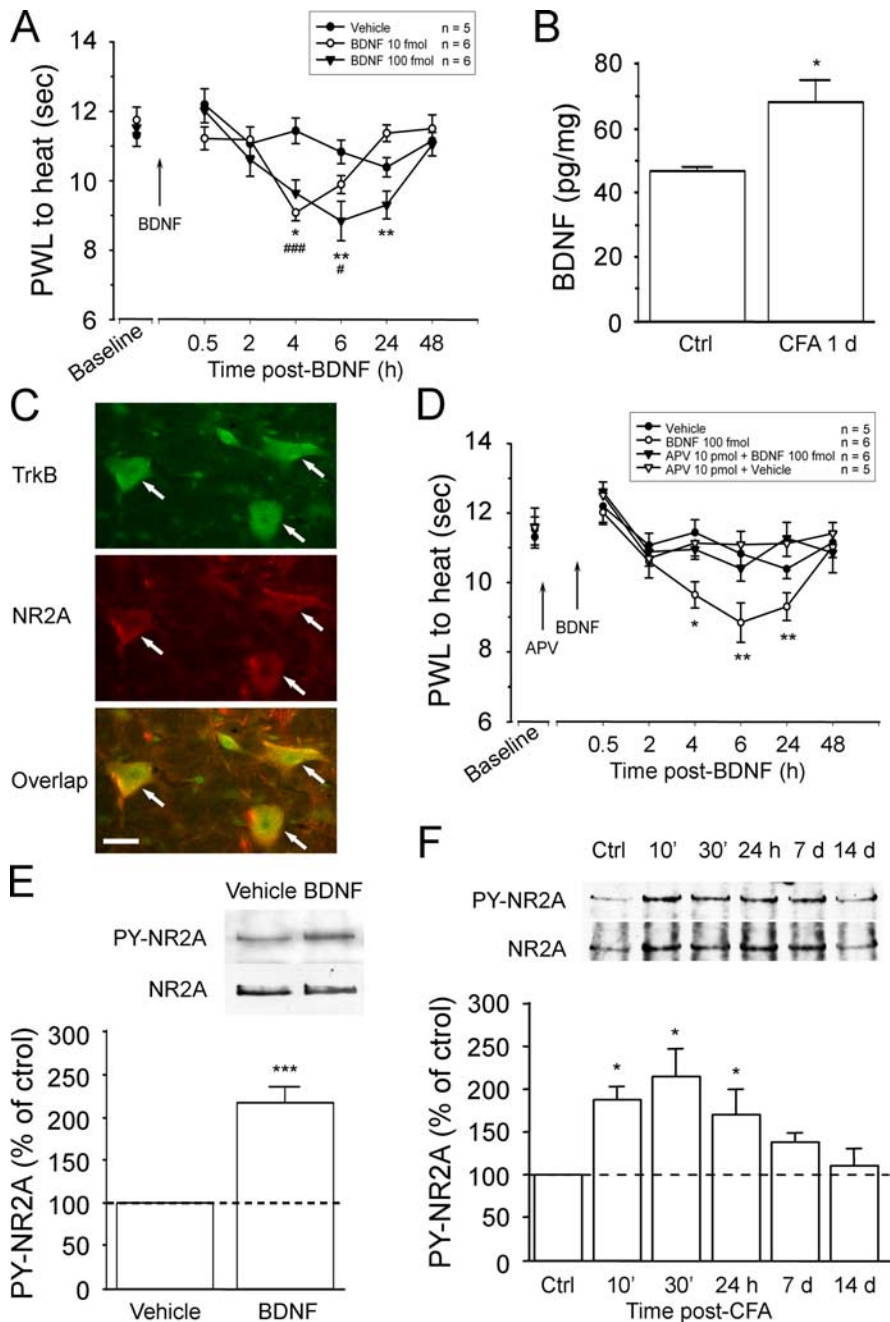 A
Vehicle n = 5
BDNF 10 fmol n = 6
BDNF 100 fmol n = 6
PWL to heat (sec)
12
10
8
6
BDNF
*
###
**
#
**
Baseline
0.5 2 4 6 24 48
Time post-BDNF (h)
B
BDNF (pg/mg)
80
60
40
20
0
*
Ctrl CFA 1 d
C
TrkB
NR2A
Overlap
D
Vehicle n = 5
BDNF 100 fmol n = 6
APV 10 pmol + BDNF 100 fmol n = 6
APV 10 pmol + Vehicle n = 5
PWL to heat (sec)
12
10
8
6
APV
BDNF
*
**
**
Baseline
0.5 2 4 6 24 48
Time post-BDNF (h)
E
Vehicle BDNF
PY-NR2A
NR2A
PY-NR2A (% of ctrol)
300
250
200
150
100
50
0
***
Vehicle BDNF
F
Ctrl 10' 30' 24 h 7 d 14 d
PY-NR2A
NR2A
PY-NR2A (% of ctrol)
300
250
200
150
100
50
0
*
*
*
Ctrl 10' 30' 24 h 7 d 14 d
Time post-CFA